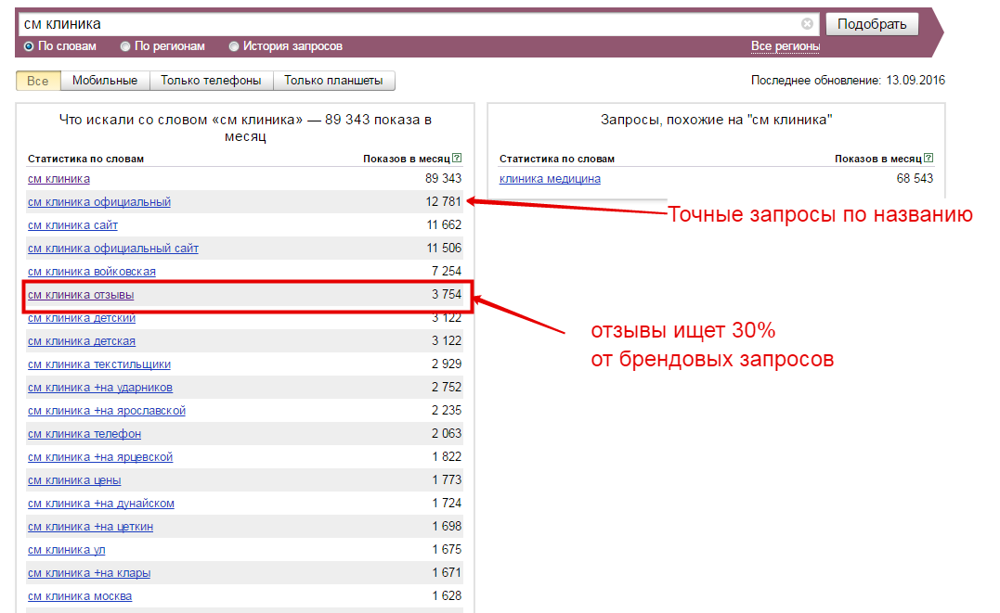 см клиника
Подобрать
По словам По регионам История запросов Все регионы
Все Мобильные Только телефоны Только планшеты Последнее обновление: 13.09.2016
Что искали со словом «см клиника» — 89 343 показа в
месяц
Статистика по словам Показов в месяц ?
см клиника 89 343
см клиника официальный 12 781
см клиника сайт 11 662
см клиника официальный сайт 11 506
см клиника войковская 7 254
см клиника отзывы 3 754
см клиника детский 3 122
см клиника детская 3 122
см клиника текстильщики 2 929
см клиника +на ударников 2 752
см клиника +на ярославской 2 235
см клиника телефон 2 063
см клиника +на ярцевской 1 822
см клиника цены 1 773
см клиника +на дунайском 1 724
см клиника +на цеткин 1 698
см клиника ул 1 675
см клиника +на клары 1 671
см клиника москва 1 628
Запросы, похожие на "см клиника"
Статистика по словам Показов в месяц ?
клиника медицина 68 543
Точные запросы по названию
отзывы ищет 30%
от брендовых запросов